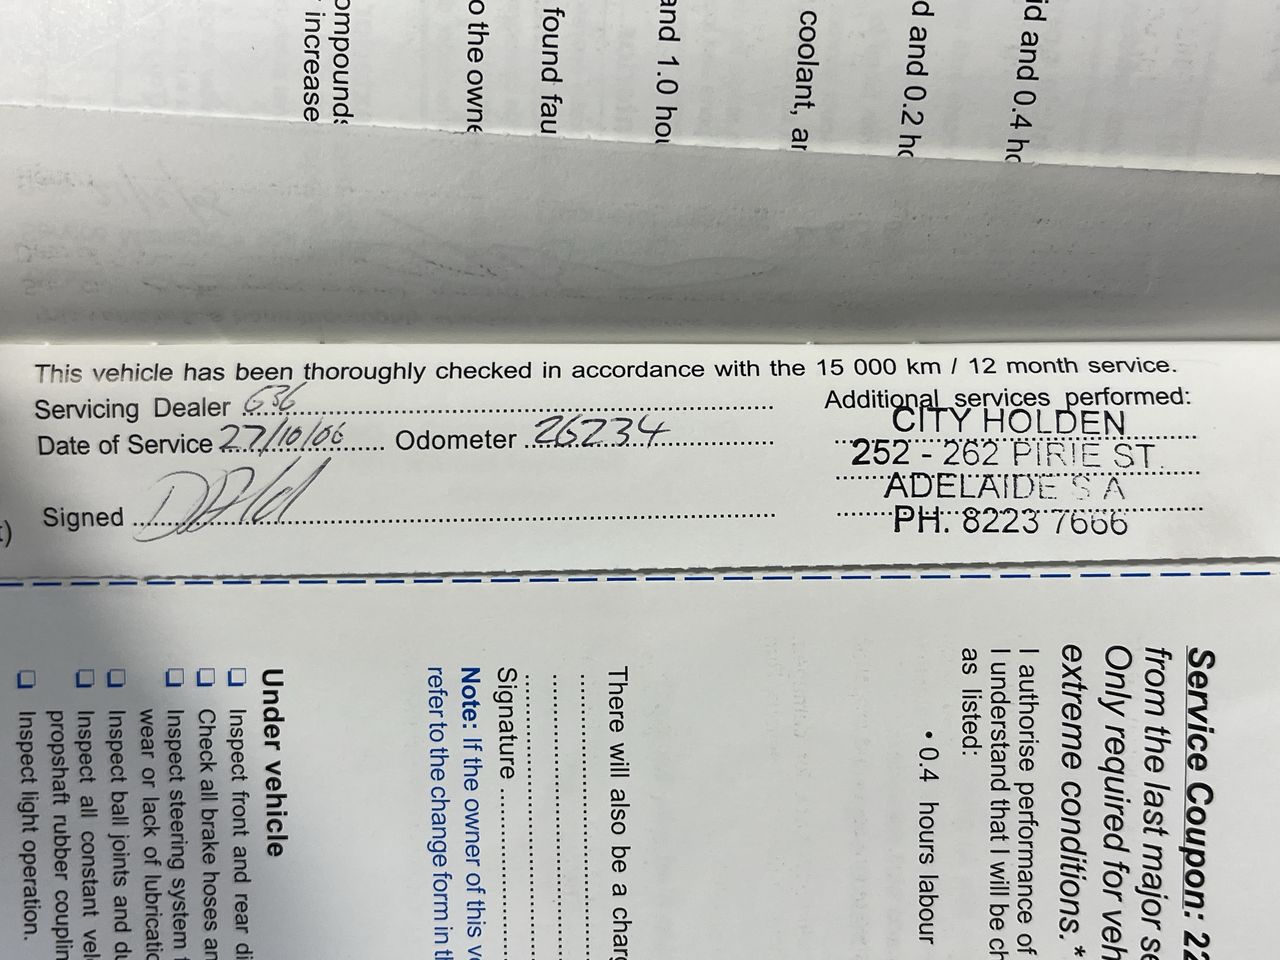 ompounds
increase
o the owne
found fau
and 1.0 hou
coolant, an
d and 0.2 ho
id and 0.4 ho
This vehicle has been thoroughly checked in accordance with the 15 000 km / 12 month service.
Servicing Dealer 636
Date of Service 27/10/06 Odometer 26234
Signed
Additional services performed:
CITY HOLDEN
252 - 262 PIRIE ST.
ADELAIDE S A
PH. 8223 7666
Service Coupon: 22
from the last major se
Only required for veh
extreme conditions.*
I authorise performance of
I understand that I will be ch
as listed:
• 0.4 hours labour
There will also be a charg
Signature
Note: If the owner of this v
refer to the change form in th
Under vehicle
Inspect front and rear di
Check all brake hoses an
Inspect steering system f
wear or lack of lubricatio
Inspect ball joints and du
Inspect all constant vel
propshaft rubber couplin
Inspect light operation.